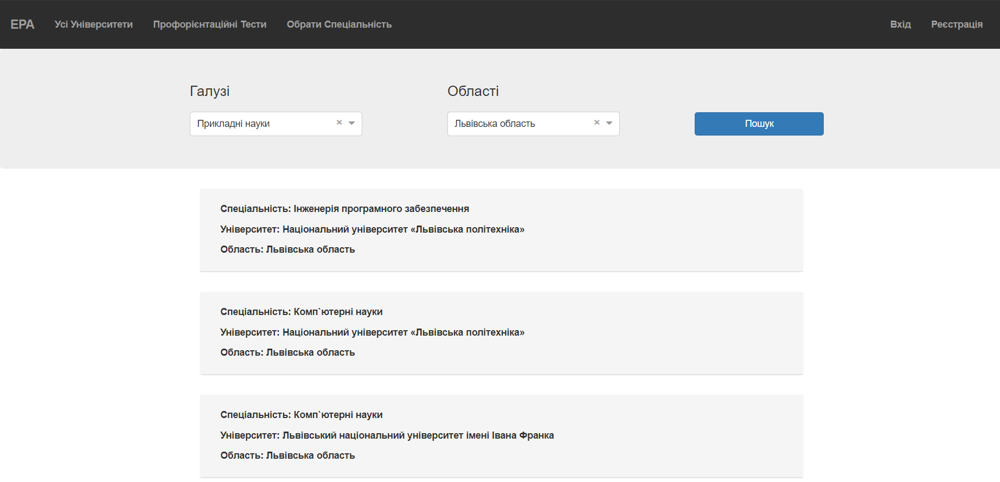 ЕРА Усі Університети Профорієнтаційні Тести Обрати Спеціальність Вхід Реєстрація
Галузі Області
Прикладні науки × Львівська область × Пошук
Спеціальність: Інженерія програмного забезпечення
Університет: Національний університет «Львівська політехніка»
Область: Львівська область
Спеціальність: Комп`ютерні науки
Університет: Національний університет «Львівська політехніка»
Область: Львівська область
Спеціальність: Комп`ютерні науки
Університет: Львівський національний університет імені Івана Франка
Область: Львівська область